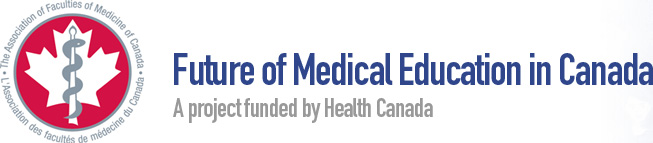 • The Association of Faculties of Medicine of Canada •
L'Association des facultés de médecine du Canada
Future of Medical Education in Canada
A project funded by Health Canada